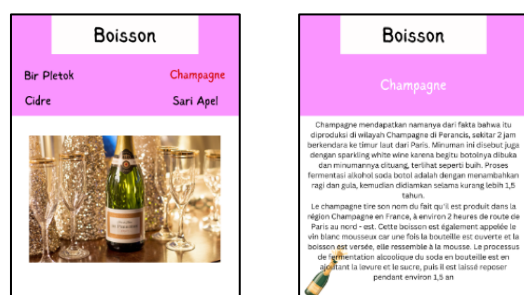 Boisson
Bir Pletok
Champagne
Cidre
Sari Apel
Boisson
Champagne
Champagne mendapatkan namanya dari fakta bahwa itu
diproduksi di wilayah Champagne di Perancis, sekitar 2 jam
berkendara ke timur laut dari Paris. Minuman ini disebut juga
dengan sparkling white wine karena begitu botolnya dibuka
dan minumannya dituang, terlihat seperti buih. Proses
fermentasi alkohol soda botol adalah dengan menambahkan
ragi dan gula, kemudian didiamkan selama kurang lebih 1,5
tahun.
Le champagne tire son nom du fait qu'il est produit dans la
région Champagne en France, à environ 2 heures de route de
Paris au nord - est. Cette boisson est également appelée le
vin blanc mousseux car une fois la bouteille est ouverte et la
boisson est versée, elle ressemble à la mousse. Le processus
de fermentation alcoolique du soda en bouteille est en
ajoutant la levure et le sucre, puis il est laissé reposer
pendant environ 1,5 an